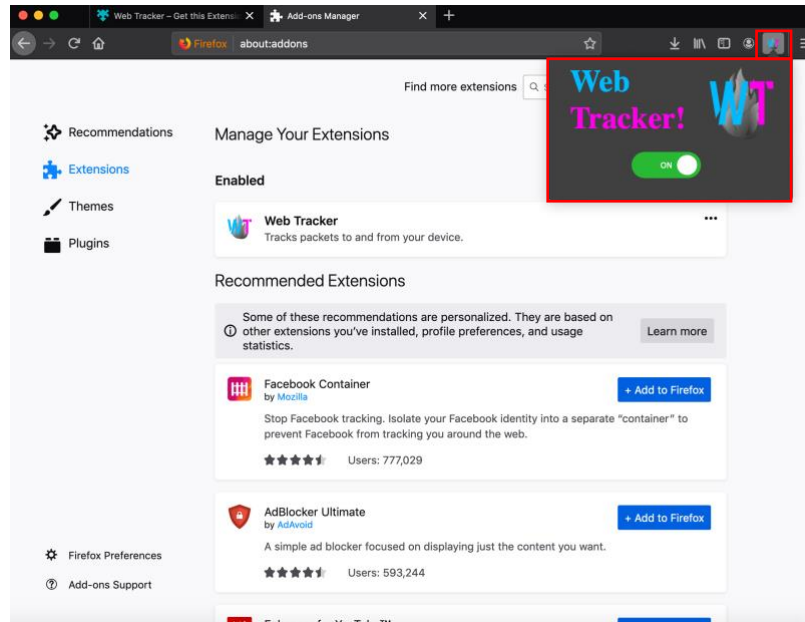 Web Tracker – Get this Extensi
Add-ons Manager
Firefox about:addons
Find more extensions
Web
Tracker!
WT
ON
Recommendations
Extensions
Themes
Plugins
Manage Your Extensions
Enabled
WT
Web Tracker
Tracks packets to and from your device.
Recommended Extensions
Some of these recommendations are personalized. They are based on
other extensions you've installed, profile preferences, and usage
statistics.
Learn more
Facebook Container
by Mozilla
+ Add to Firefox
Stop Facebook tracking. Isolate your Facebook identity into a separate “container” to
prevent Facebook from tracking you around the web.
Users: 777,029
AdBlocker Ultimate
by AdAvoid
+ Add to Firefox
A simple ad blocker focused on displaying just the content you want.
Users: 593,244
Firefox Preferences
Add-ons Support